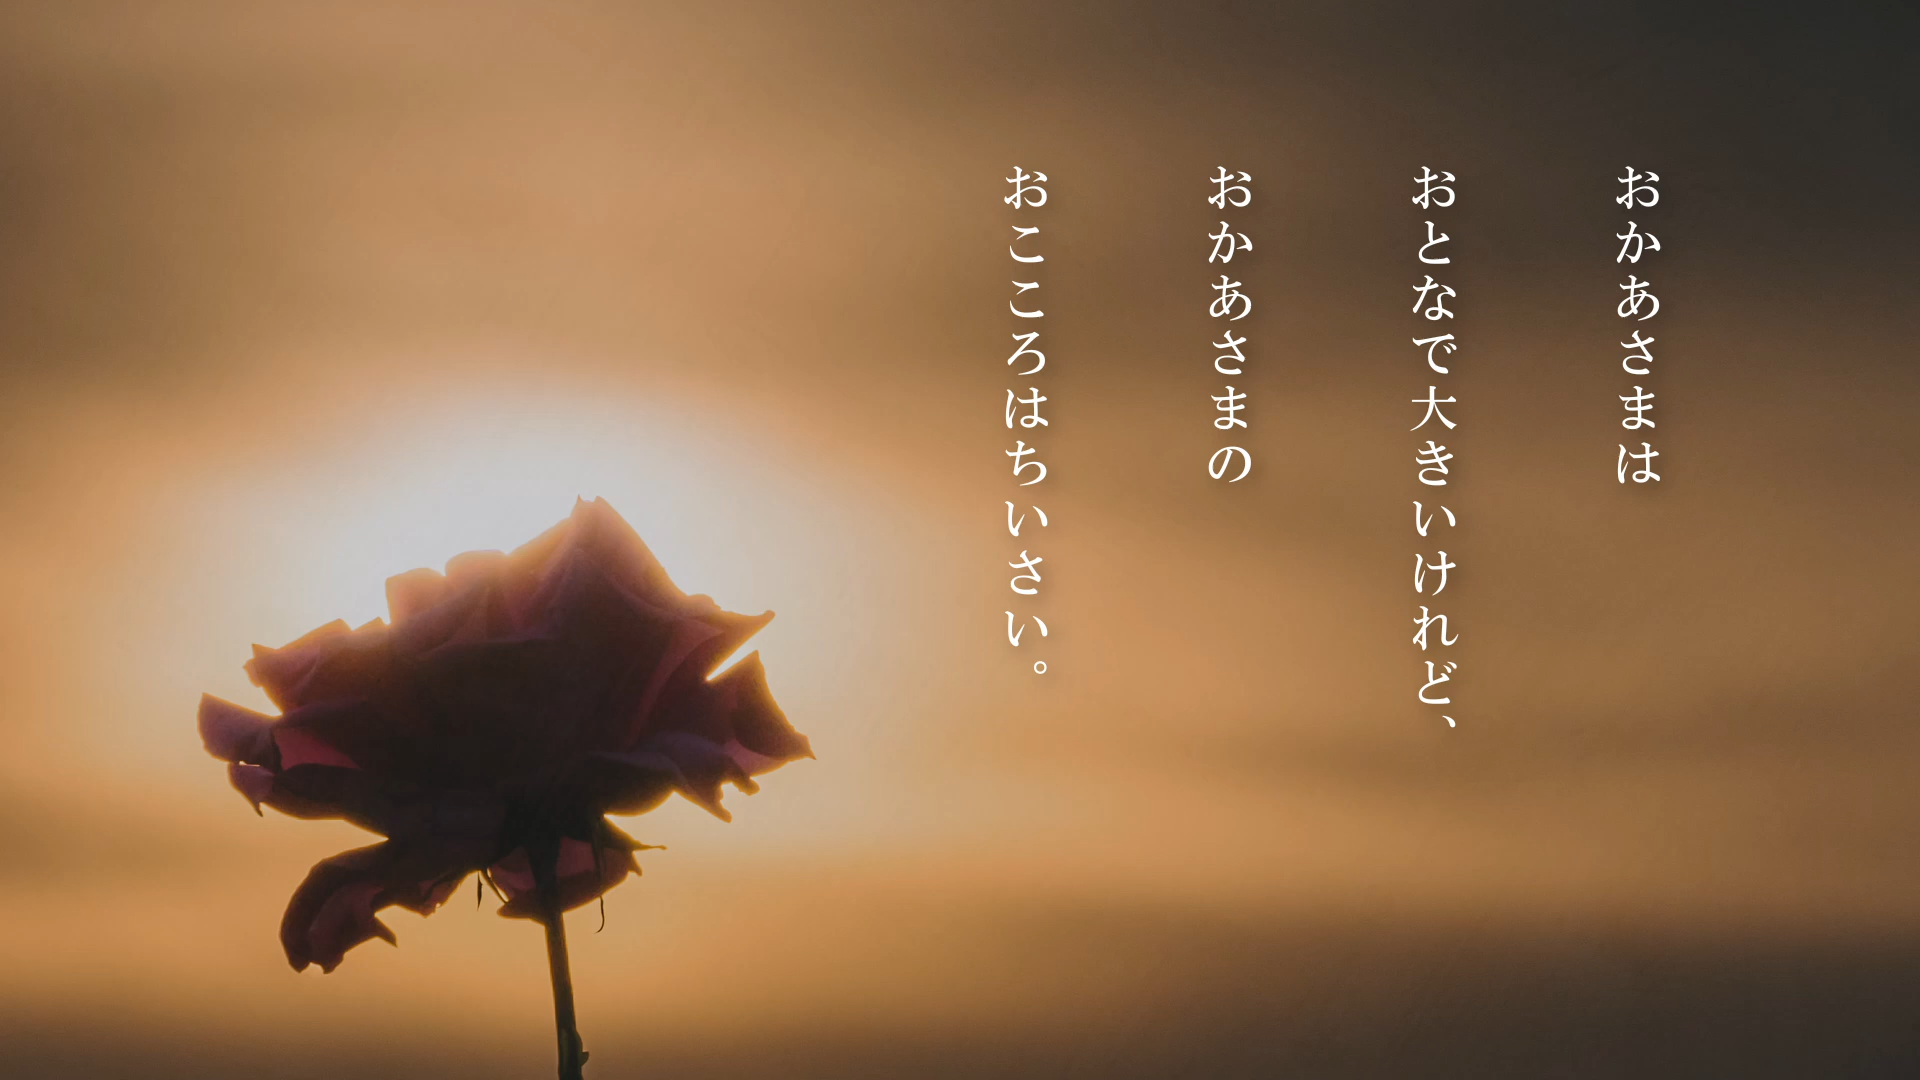 おかあさまは
おとなで大きいけれど、
おかあさまの
おこころはちいさい。